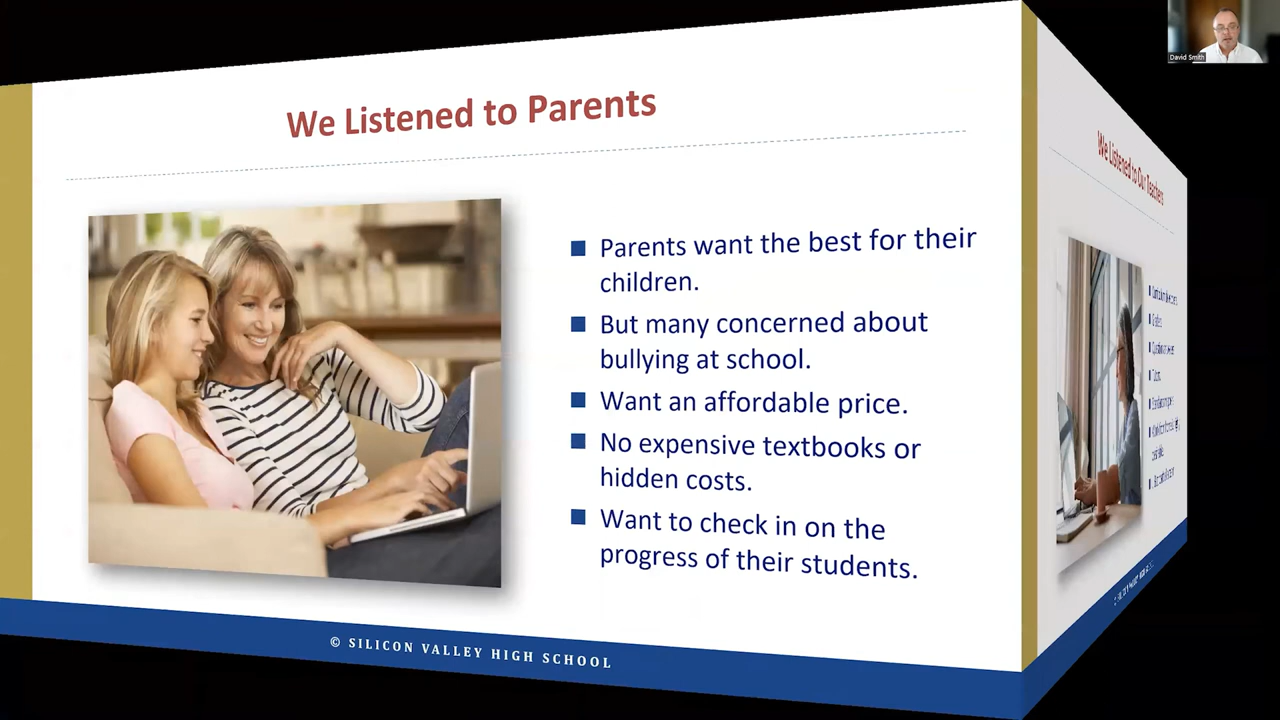 We Listened to Parents
Parents want the best for their
children.
But many concerned about
bullying at school.
Want an affordable price.
No expensive textbooks or
hidden costs.
Want to check in on the
progress of their students.
© SILICON VALLEY HIGH SCHOOL
We Listened to Our Teachers
David Smith